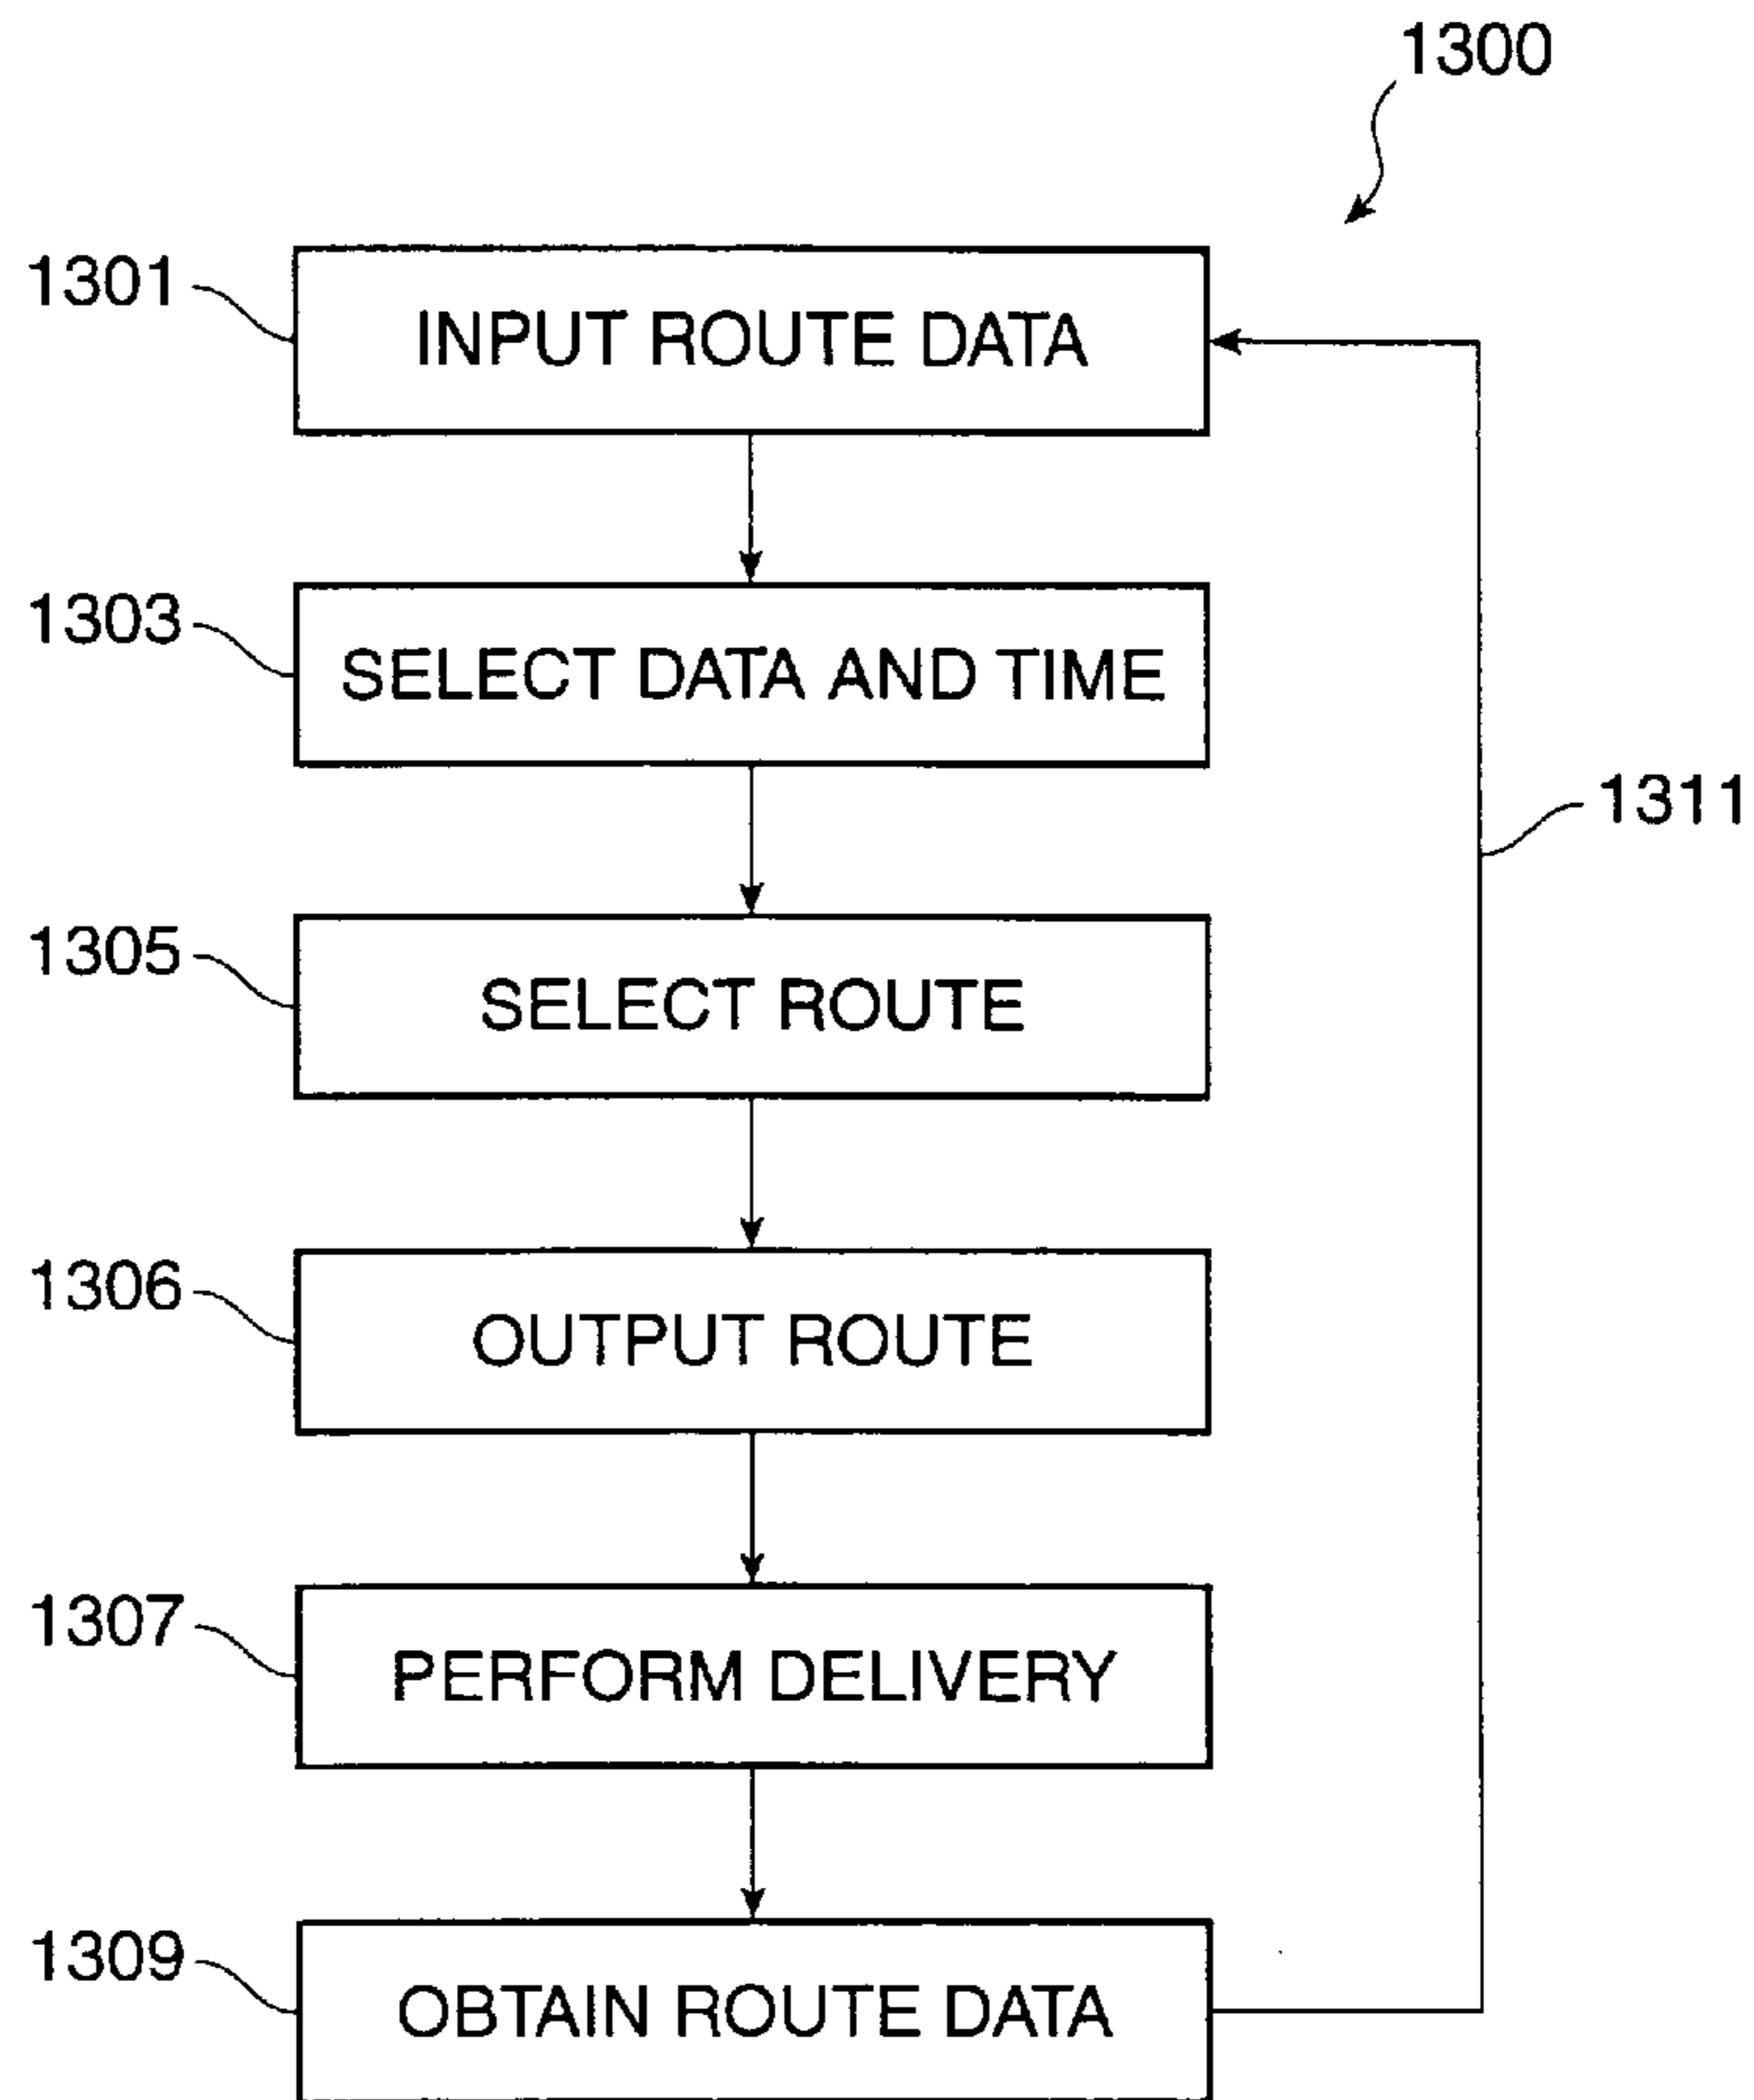 1300
1301
INPUT ROUTE DATA
1303
SELECT DATA AND TIME
1311
1305
SELECT ROUTE
1306
OUTPUT ROUTE
1307
PERFORM DELIVERY
1309
OBTAIN ROUTE DATA